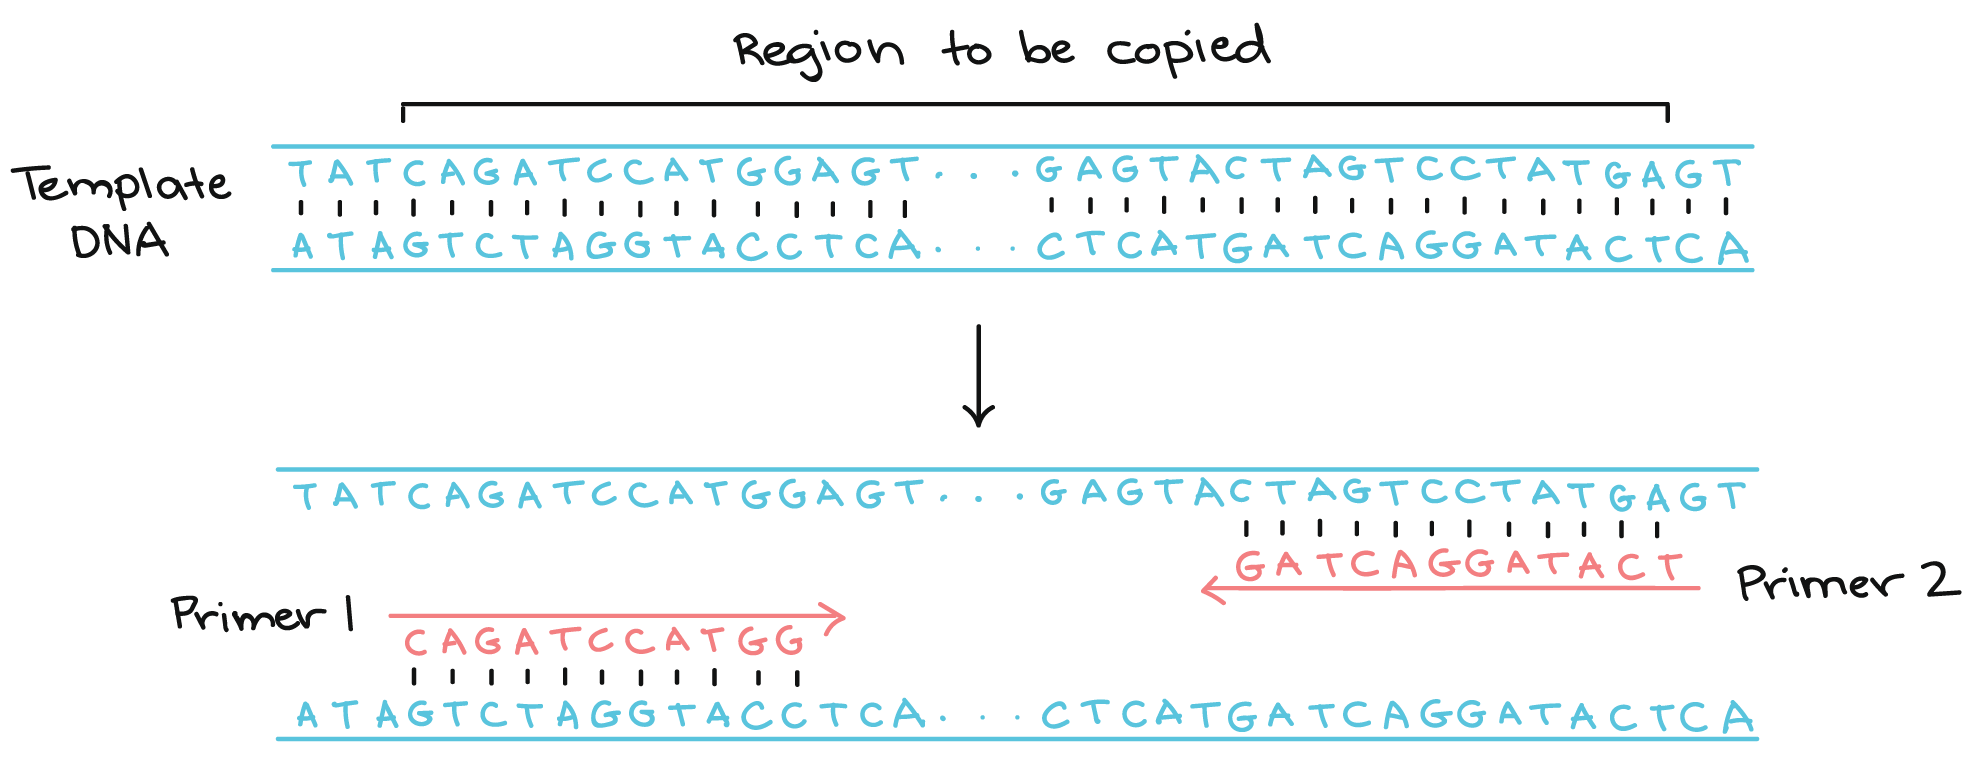 Region to be copied
Template
DNA
TATCAGATCCATGGAGT...GAGTACTAGTCCTATGAGT
ATAGTCTAGGTACCTCA...CTCATGATCAGGATACTCA
TATCAGATCCATGGAGT...GAGTACTAGTCCTATGAGT
GATCAGGATACT
Primer 2
Primer 1
CAGATCCATGG
ATAGTCTAGGTACCTCA...CTCATGATCAGGATACTCA